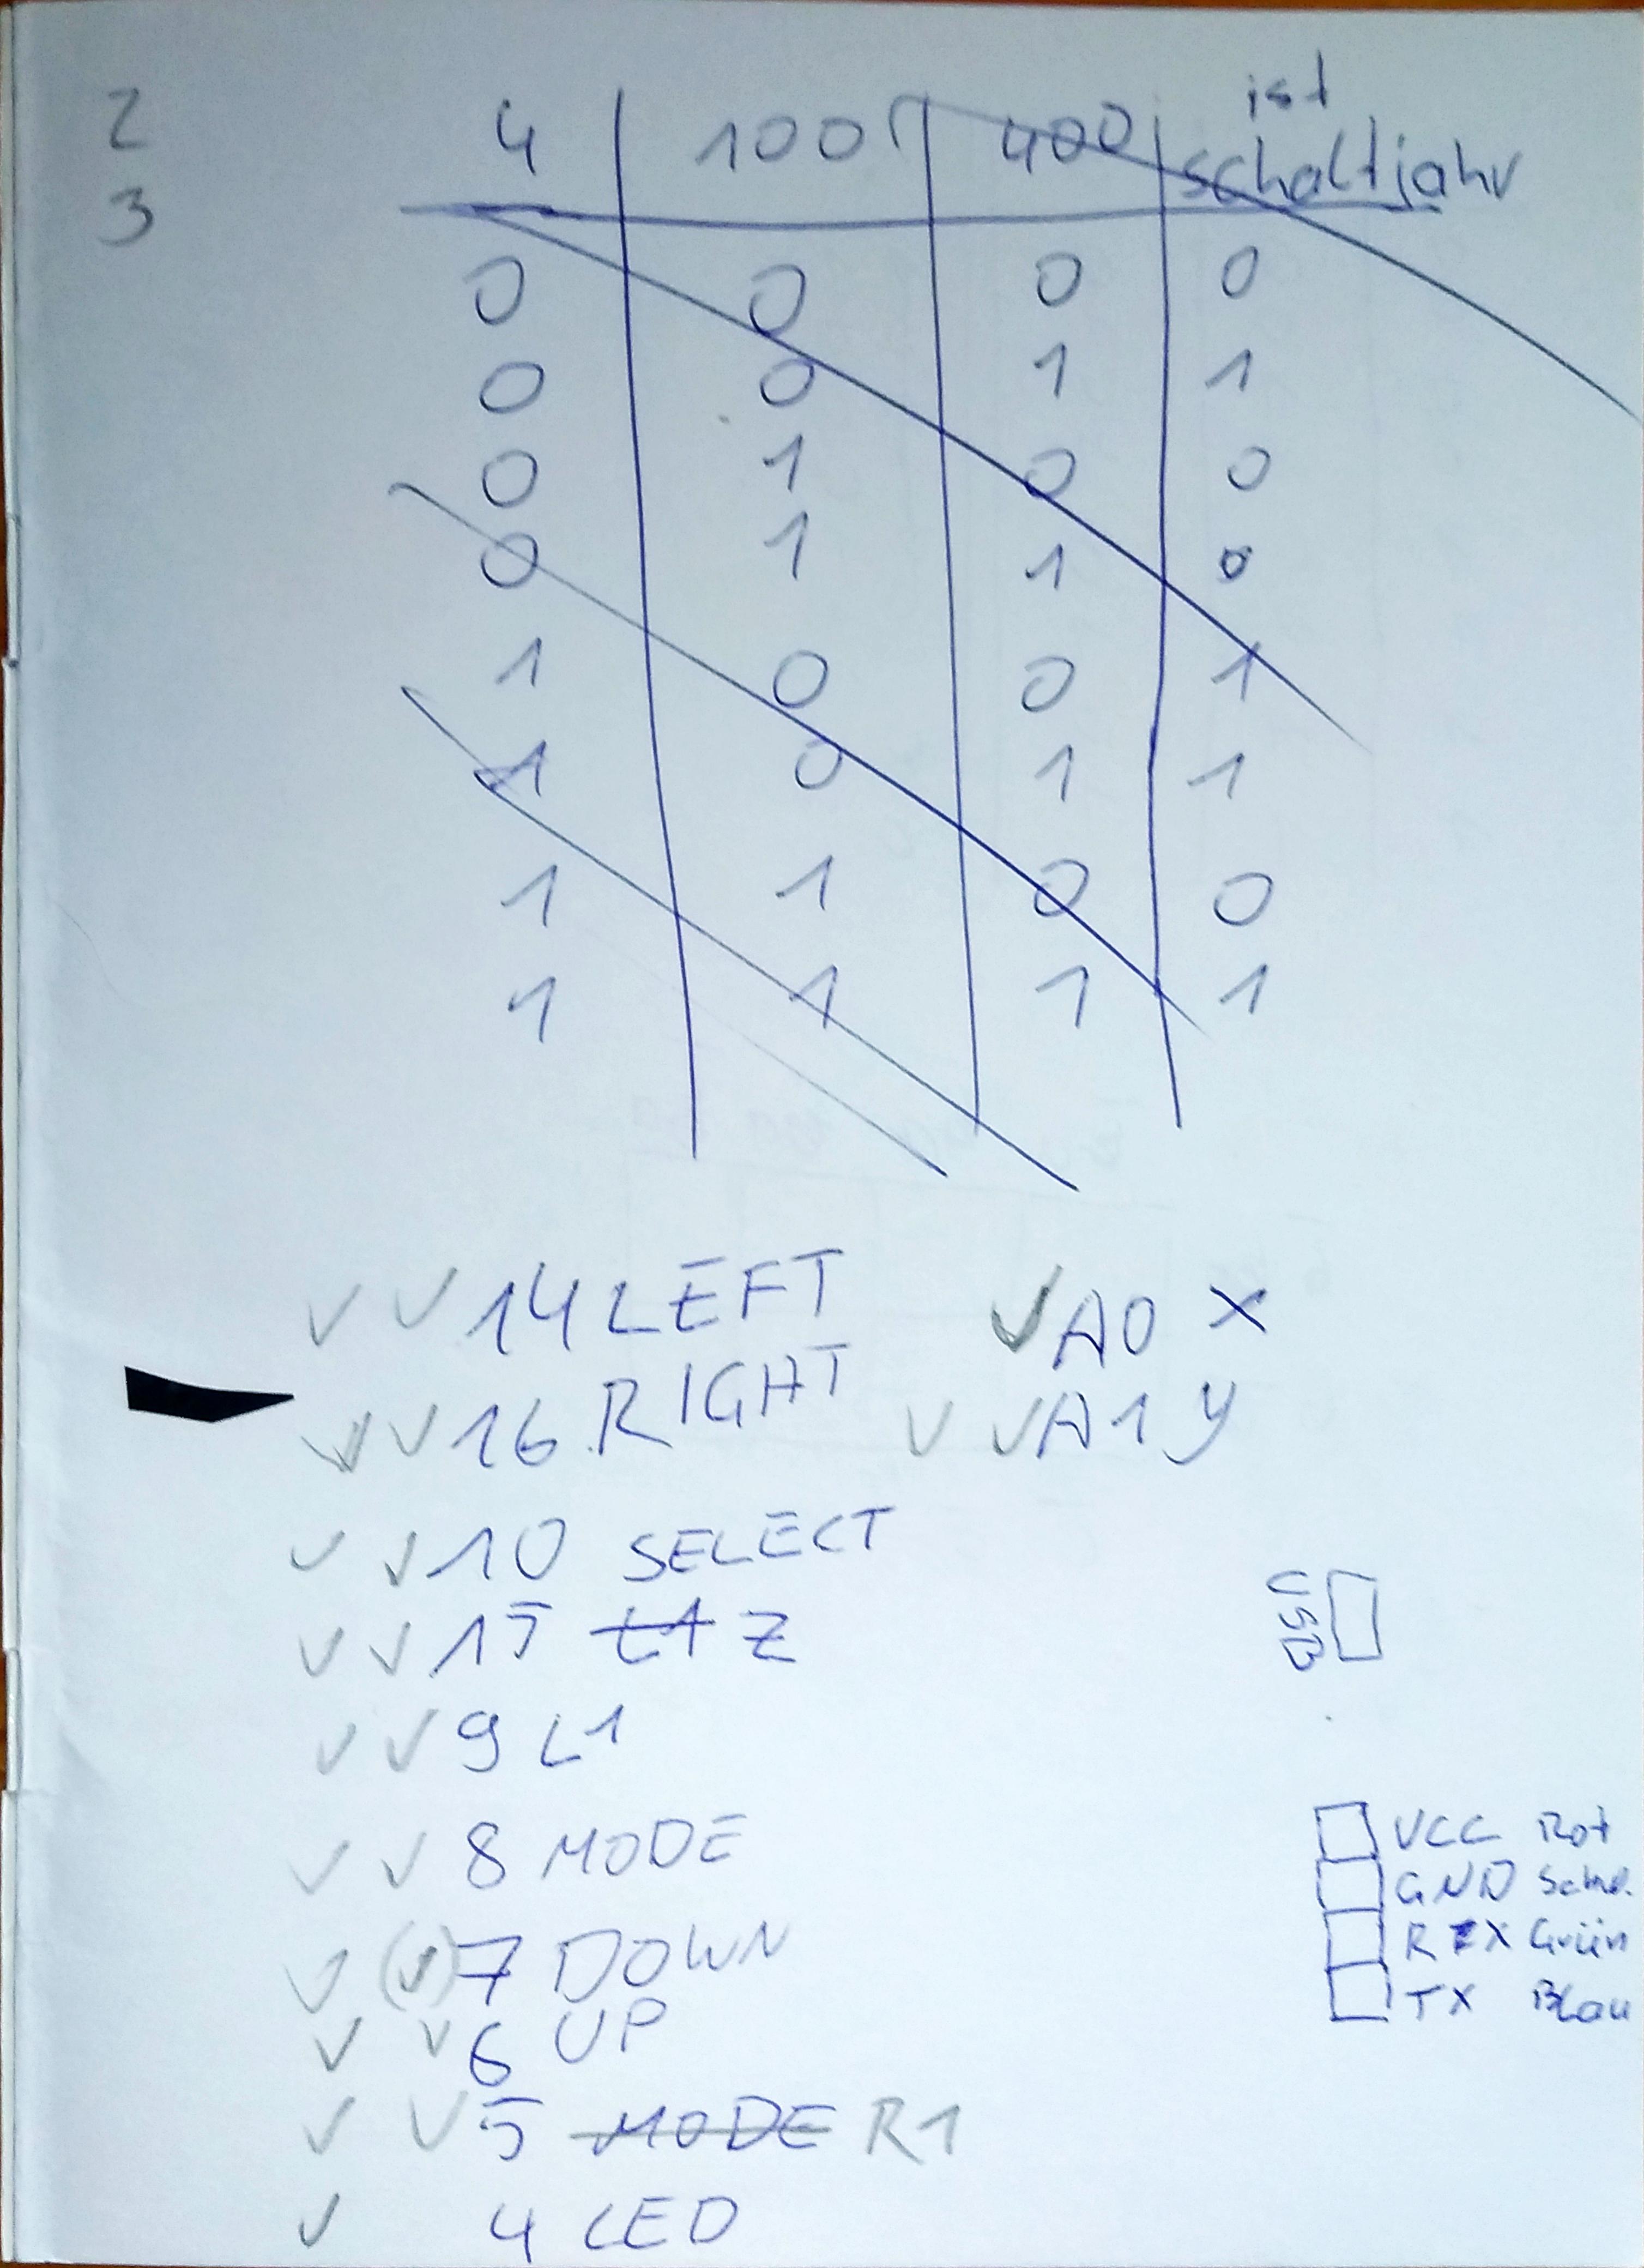 2
3
4 100 400 ist
schaltjahr
0 0 0 0
0 0 1 1
0 1 0 0
0 1 1 0
1 0 0 1
1 0 1 1
1 1 0 0
1 1 1 1
✓ ✓ 14 LEFT ✓ A0 X
✓ ✓ 16 RIGHT ✓ ✓ A1 y
✓ ✓ 10 SELECT
✓ ✓ 15 L1 Z
✓ ✓ 9 L1
✓ ✓ 8 MODE
✓ (✓) 7 DOWN
✓ ✓ 6 UP
✓ ✓ 5 MODE R1
✓ 4 LED
USB
VCC Rot
GND Schw.
RX Grün
TX Blau